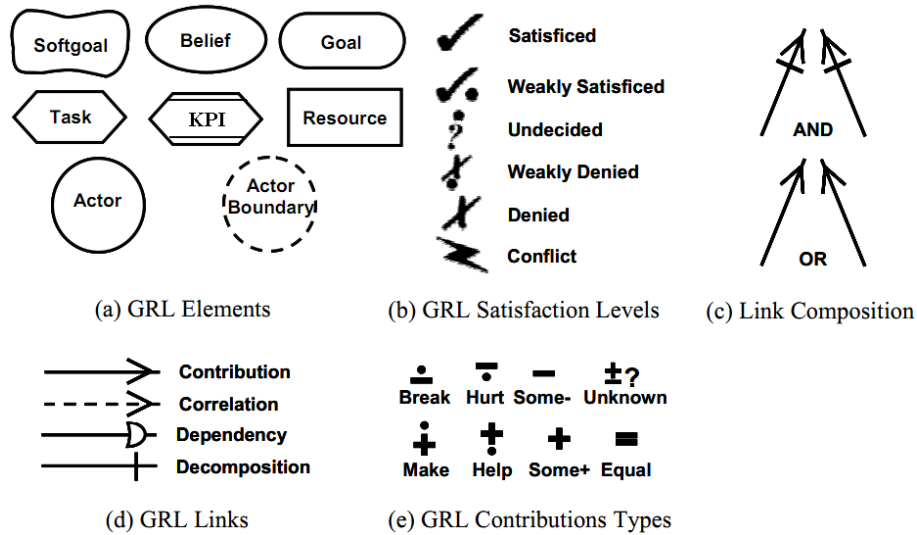 Softgoal
Belief
Goal
Task
KPI
Resource
Actor
Actor
Boundary
(a) GRL Elements
Satisficed
Weakly Satisficed
Undecided
Weakly Denied
Denied
Conflict
(b) GRL Satisfaction Levels
AND
OR
(c) Link Composition
Contribution
Correlation
Dependency
Decomposition
(d) GRL Links
Break Hurt Some- Unknown
Make Help Some+ Equal
(e) GRL Contributions Types